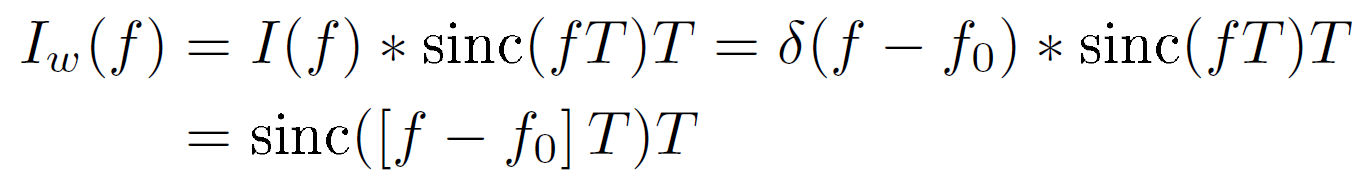 I_w(f) = I(f) * sinc(fT)T = δ(f − f_0) * sinc(fT)T
= sinc([f − f_0] T)T